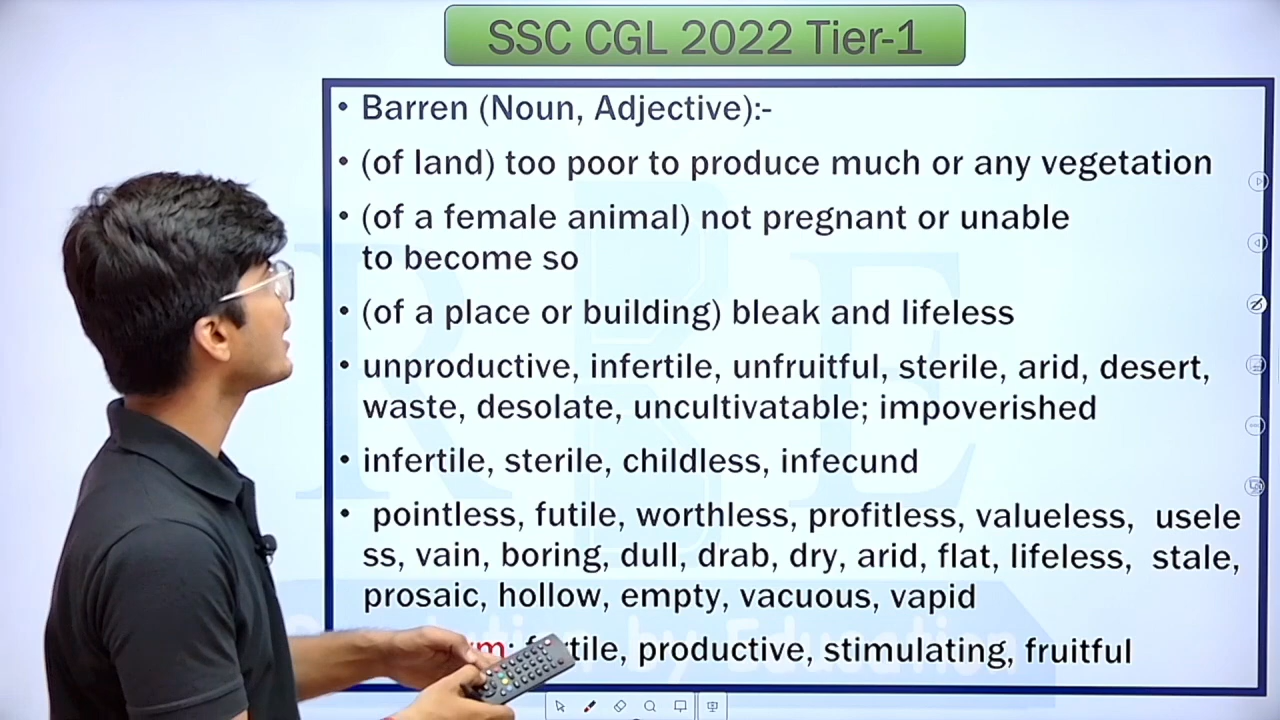 SSC CGL 2022 Tier-1
• Barren (Noun, Adjective):-
• (of land) too poor to produce much or any vegetation
• (of a female animal) not pregnant or unable
to become so
• (of a place or building) bleak and lifeless
• unproductive, infertile, unfruitful, sterile, arid, desert,
waste, desolate, uncultivatable; impoverished
• infertile, sterile, childless, infecund
• pointless, futile, worthless, profitless, valueless, usele
ss, vain, boring, dull, drab, dry, arid, flat, lifeless, stale,
prosaic, hollow, empty, vacuous, vapid
productive, stimulating, fruitful
R B E
by Education